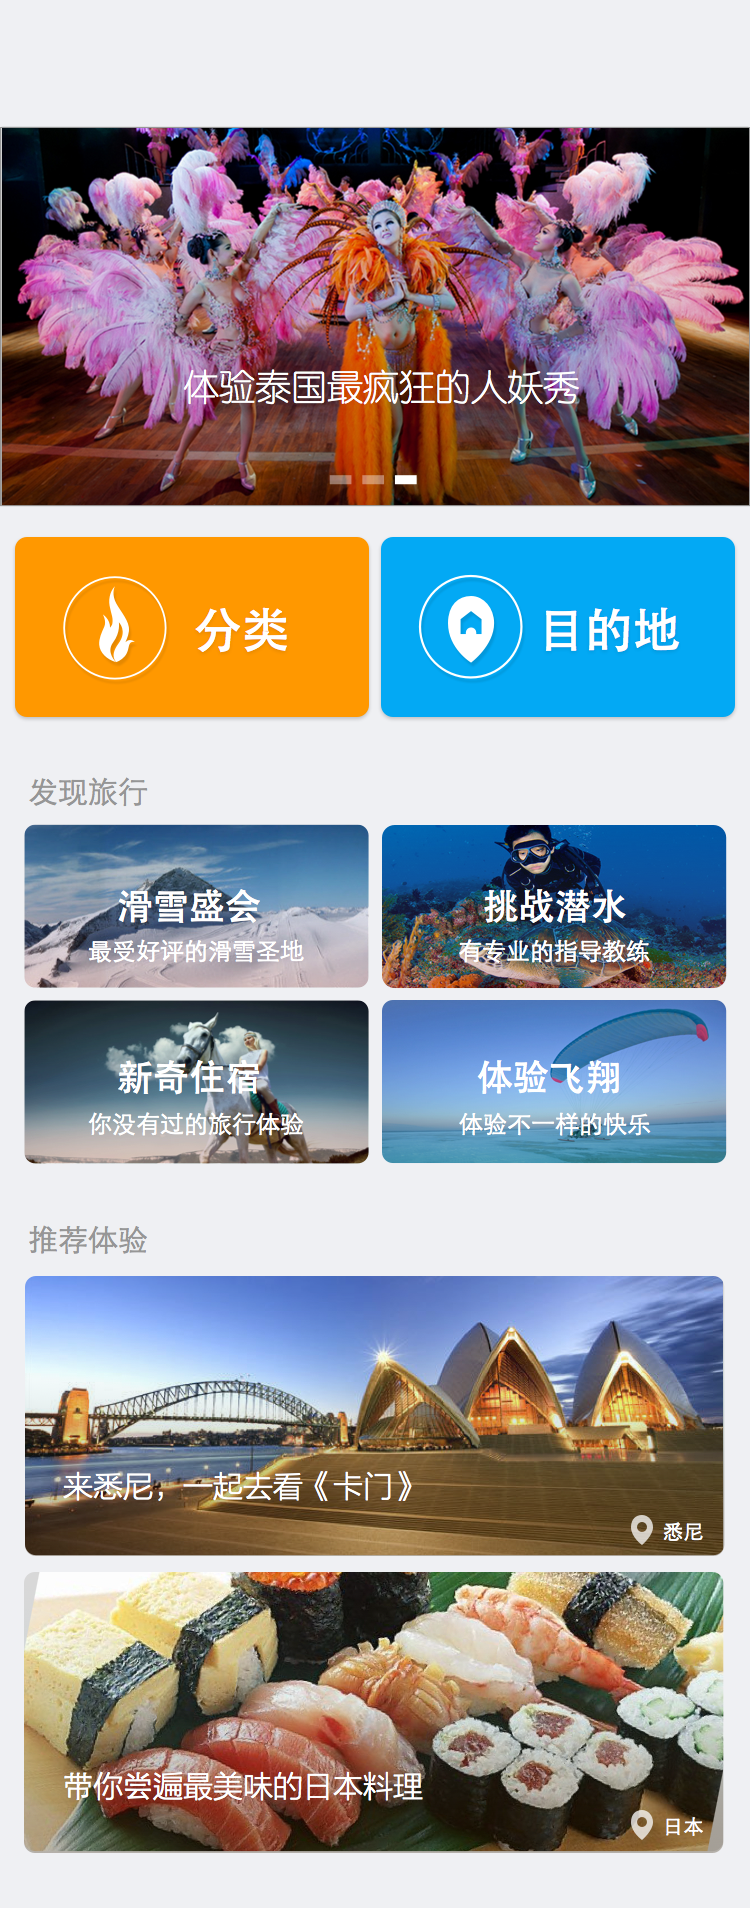 体验泰国最疯狂的人妖秀
分类
目的地
发现旅行
滑雪盛会
最受好评的滑雪圣地
挑战潜水
有专业的指导教练
新奇住宿
你没有过的旅行体验
体验飞翔
体验不一样的快乐
推荐体验
来悉尼，一起去看《卡门》
悉尼
带你尝遍最美味的日本料理
日本